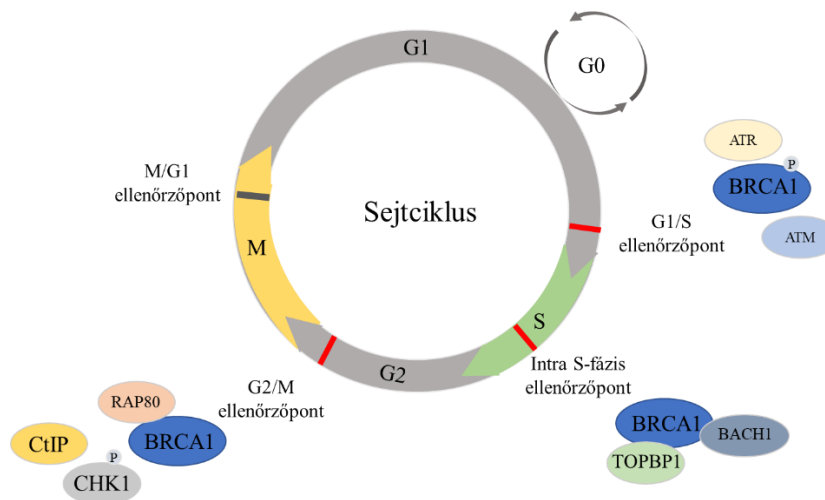 G1
G0
ATR
P
BRCA1
ATM
M/G1
ellenőrzőpont
Sejtciklus
G1/S
ellenőrzőpont
M
S
G2
Intra S-fázis
ellenőrzőpont
G2/M
ellenőrzőpont
RAP80
BRCA1
CtIP
P
CHK1
BRCA1
BACH1
TOPBP1